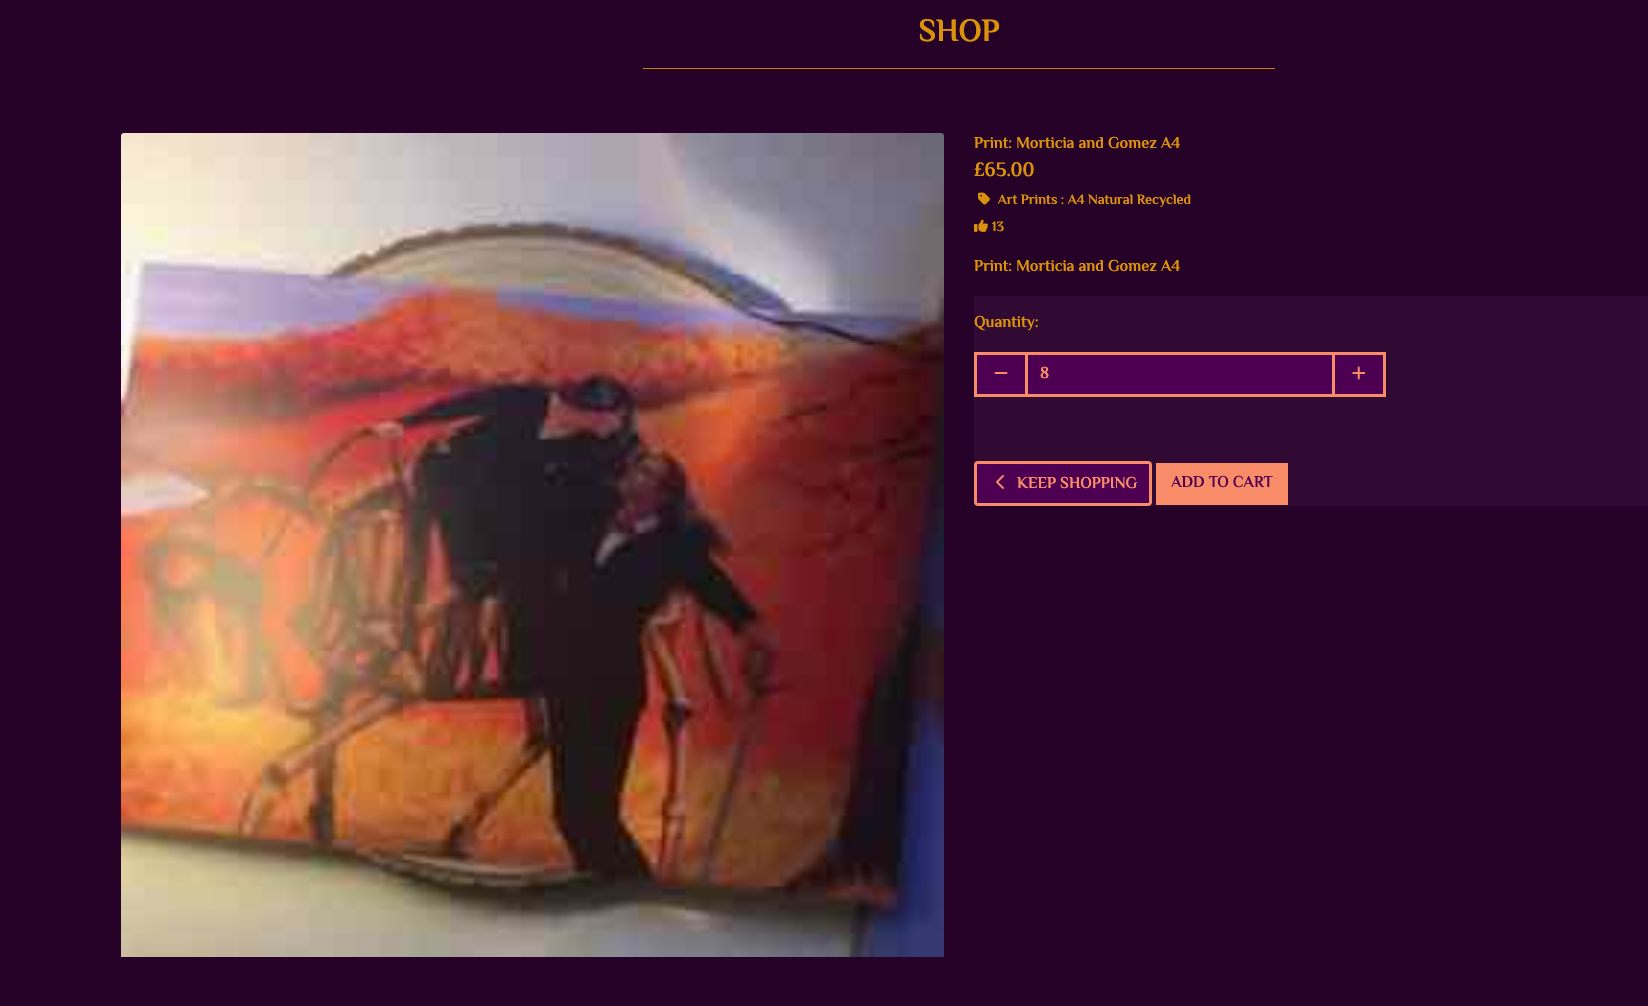 SHOP
Print: Morticia and Gomez A4
£65.00
Art Prints : A4 Natural Recycled
13
Print: Morticia and Gomez A4
Quantity:
− 8 +
KEEP SHOPPING ADD TO CART